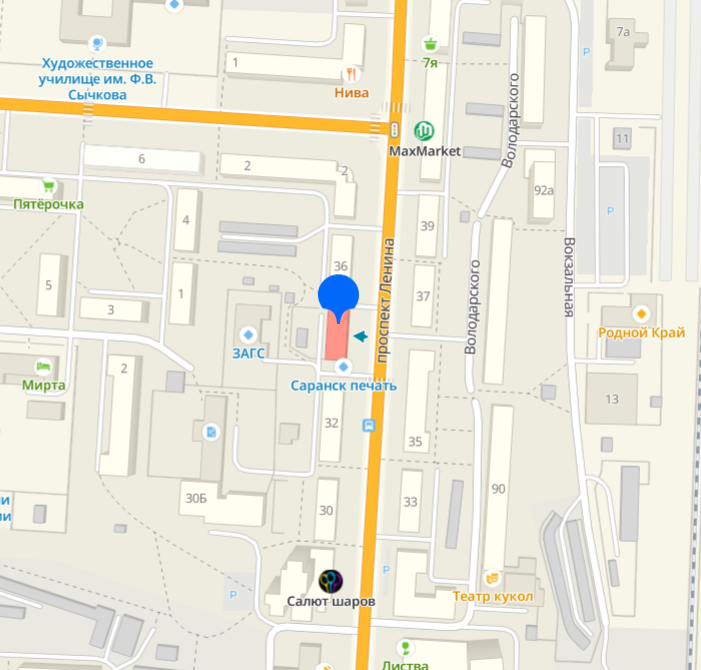 7а
1
7я
Художественное
училище им. Ф.В.
Сычкова
Нива
P
MaxMarket
11
6
2
2
Володарского
92а
Пятёрочка
P
4
39
проспект Ленина
36
Вокзальная
5
1
37
Володарского
3
Родной Край
ЗАГС
Мирта
2
Саранск печать
13
32
35
30Б
30
33
90
ии
ии
P
P
Салют шаров
Театр кукол
Листва